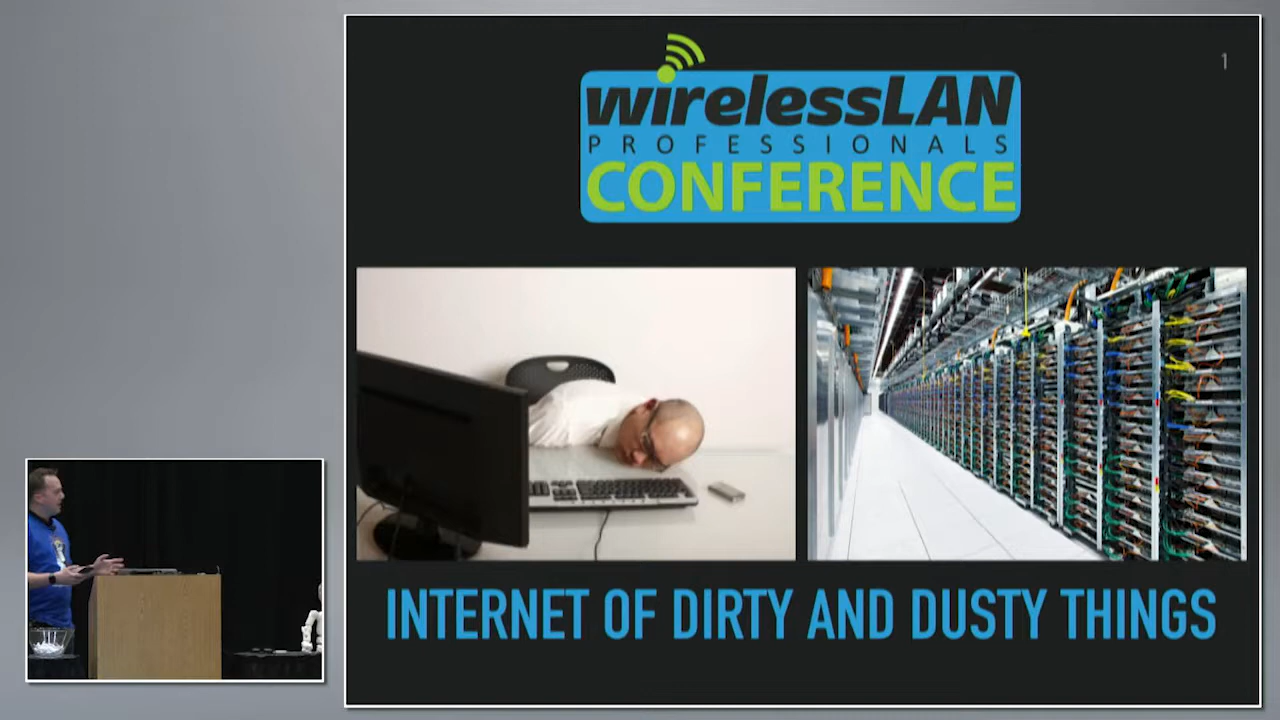 1
wirelessLAN
PROFESSIONALS
CONFERENCE
INTERNET OF DIRTY AND DUSTY THINGS